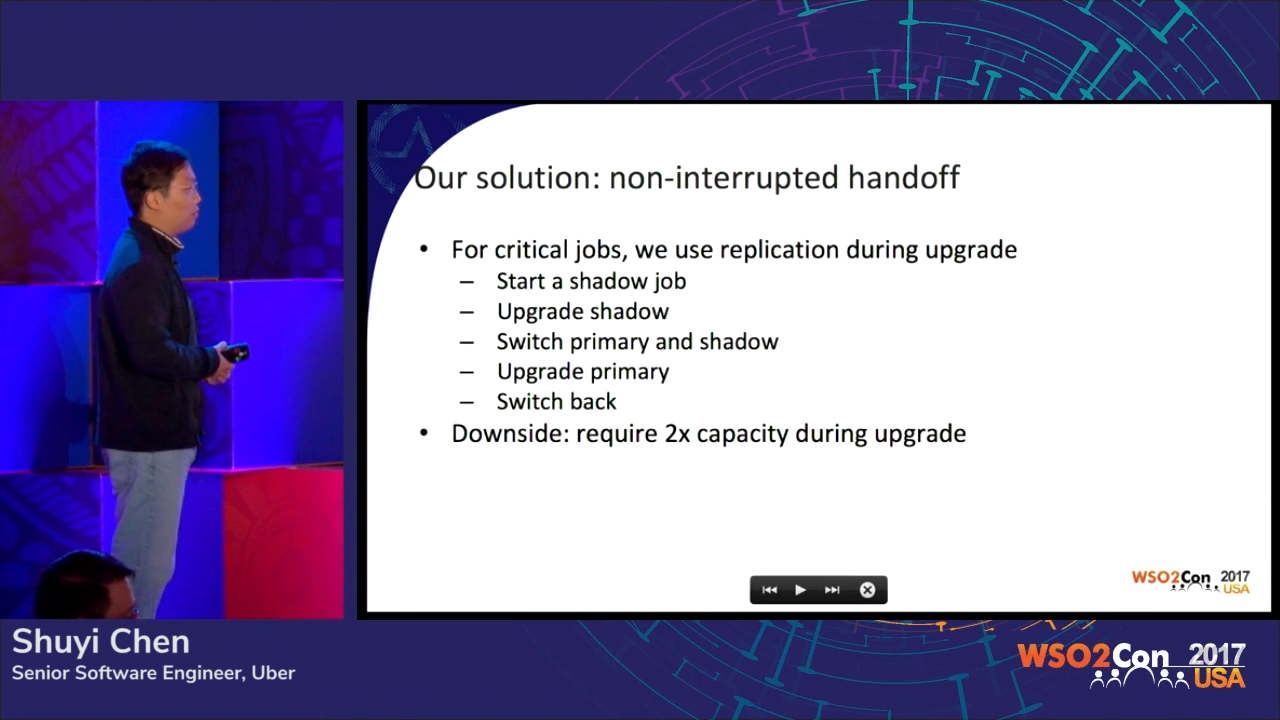 Our solution: non-interrupted handoff
• For critical jobs, we use replication during upgrade
– Start a shadow job
– Upgrade shadow
– Switch primary and shadow
– Upgrade primary
– Switch back
• Downside: require 2x capacity during upgrade
WSO2Con 2017
USA
Shuyi Chen
Senior Software Engineer, Uber
WSO2Con 2017
USA